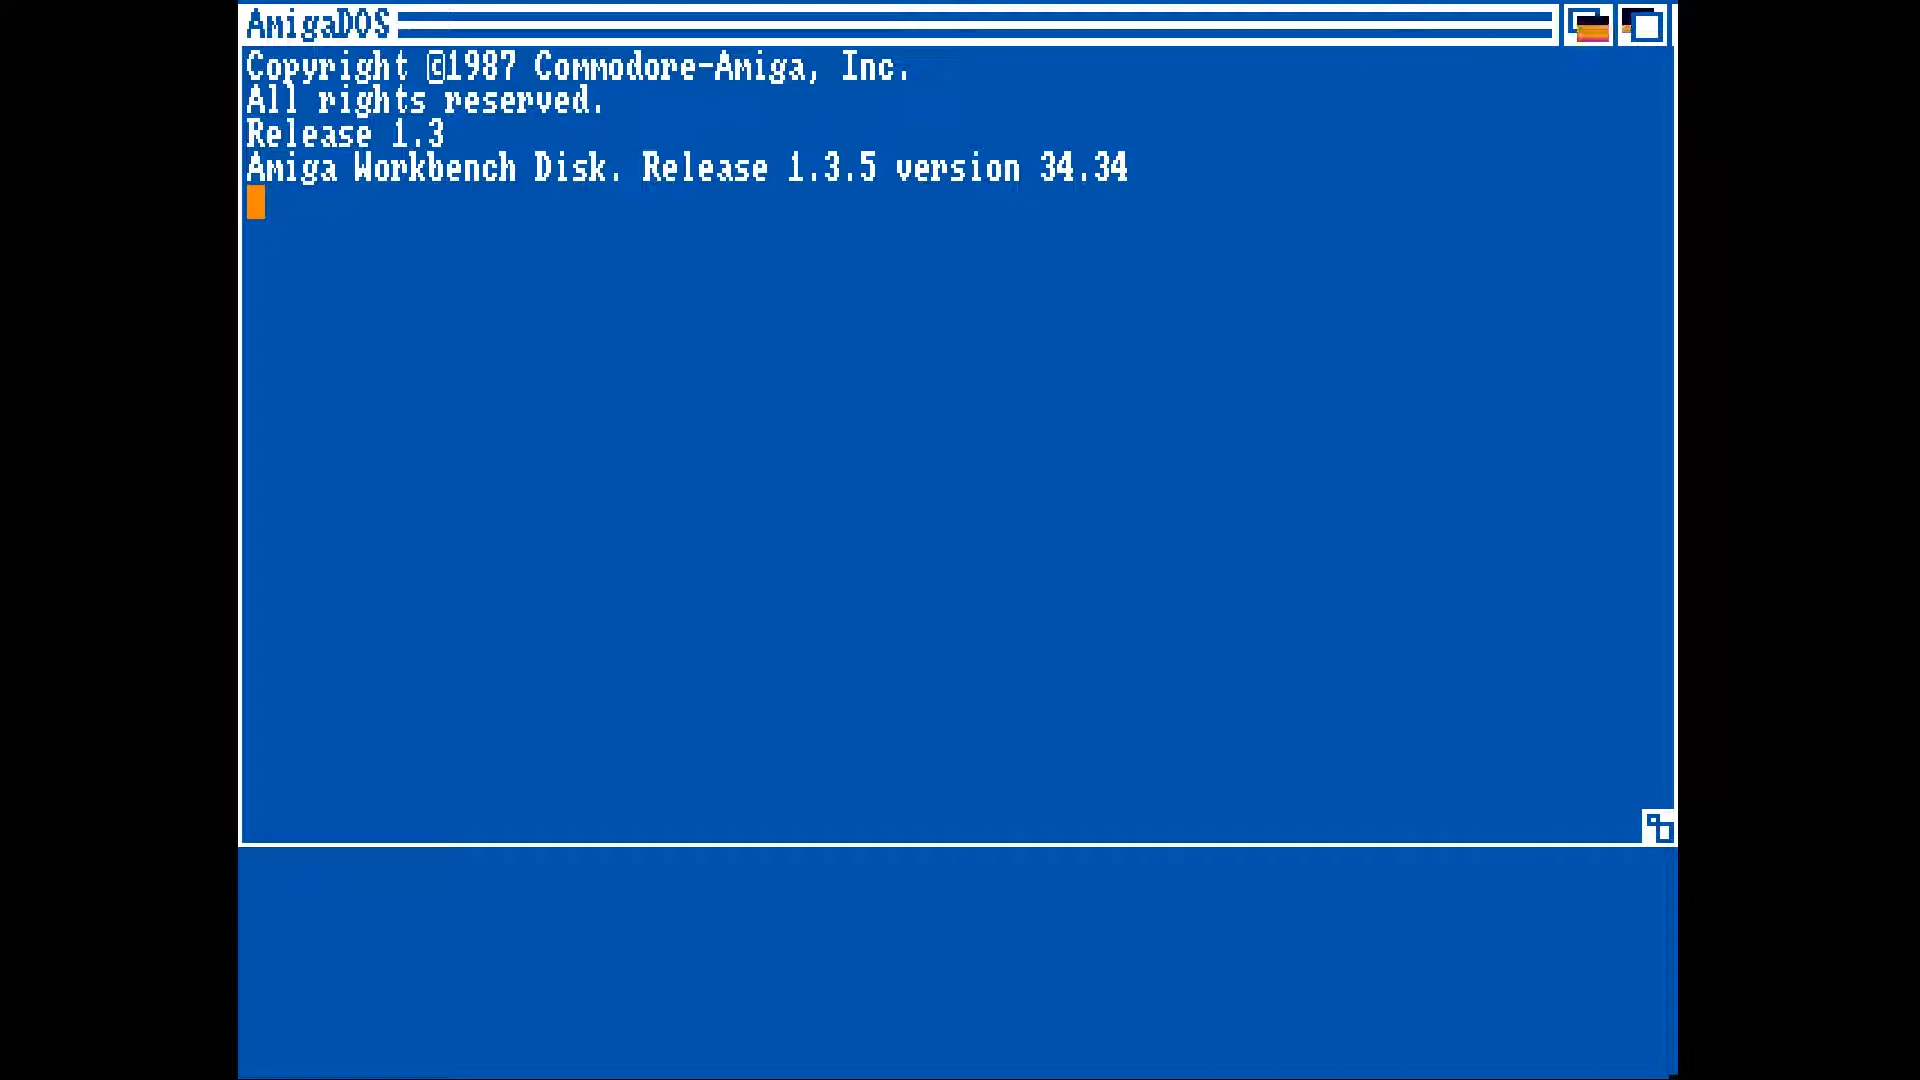 AmigaDOS
Copyright ©1987 Commodore-Amiga, Inc.
All rights reserved.
Release 1.3
Amiga Workbench Disk. Release 1.3.5 version 34.34